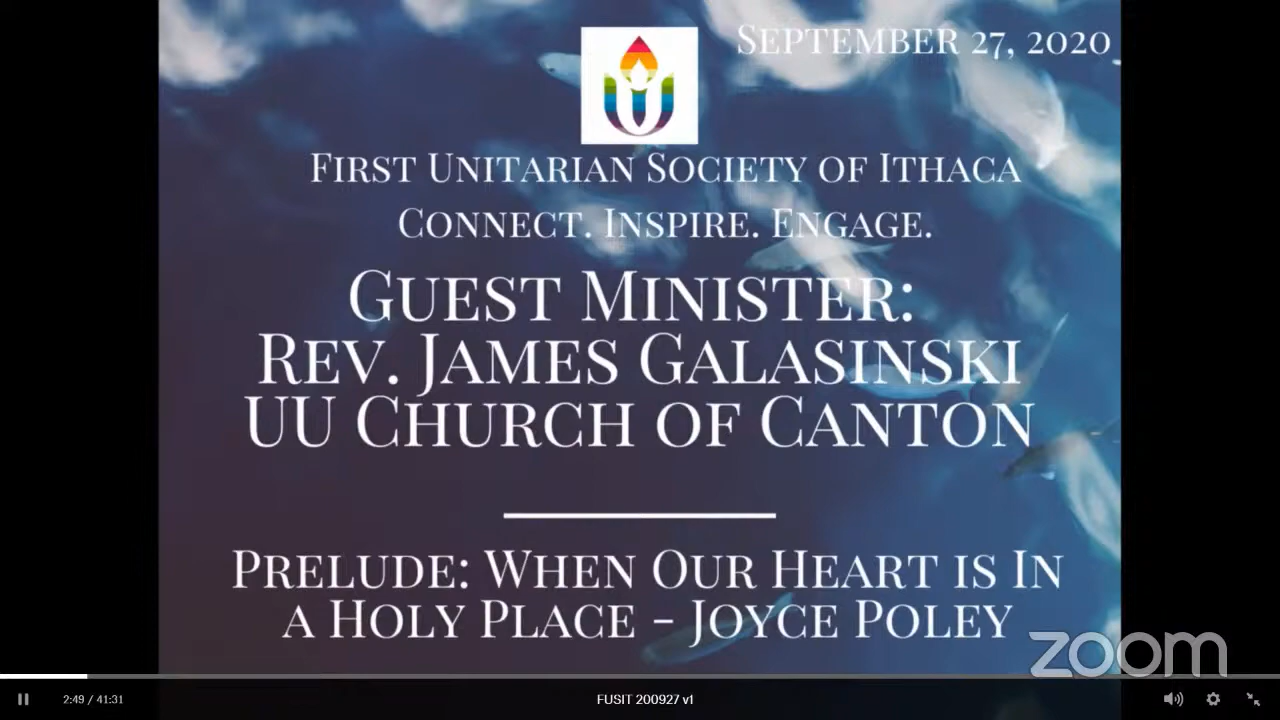 September 27, 2020
First Unitarian Society of Ithaca
Connect. Inspire. Engage.
Guest Minister:
Rev. James Galasinski
UU Church of Canton
Prelude: When Our Heart is In
a Holy Place - Joyce Poley
zoom
2:49 / 41:31
FUSIT 200927 v1